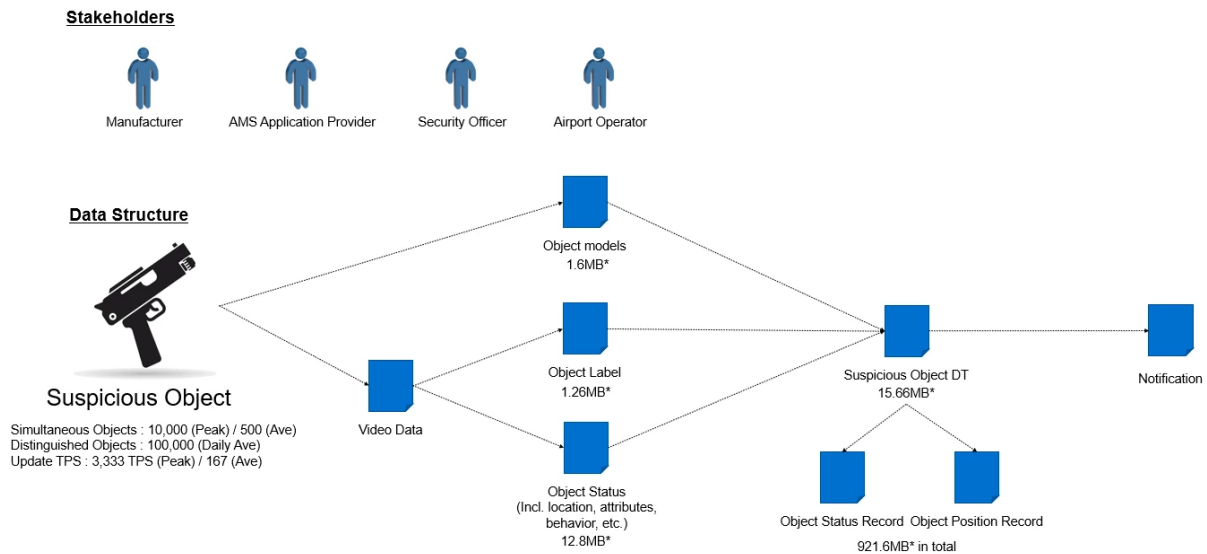 Stakeholders
Manufacturer
AMS Application Provider
Security Officer
Airport Operator
Data Structure
Suspicious Object
Simultaneous Objects : 10,000 (Peak) / 500 (Ave)
Distinguished Objects : 100,000 (Daily Ave)
Update TPS : 3,333 TPS (Peak) / 167 (Ave)
Video Data
Object models
1.6MB*
Object Label
1.26MB*
Object Status
(Incl. location, attributes,
behavior, etc.)
12.8MB*
Suspicious Object DT
15.66MB*
Notification
Object Status Record
Object Position Record
921.6MB* in total